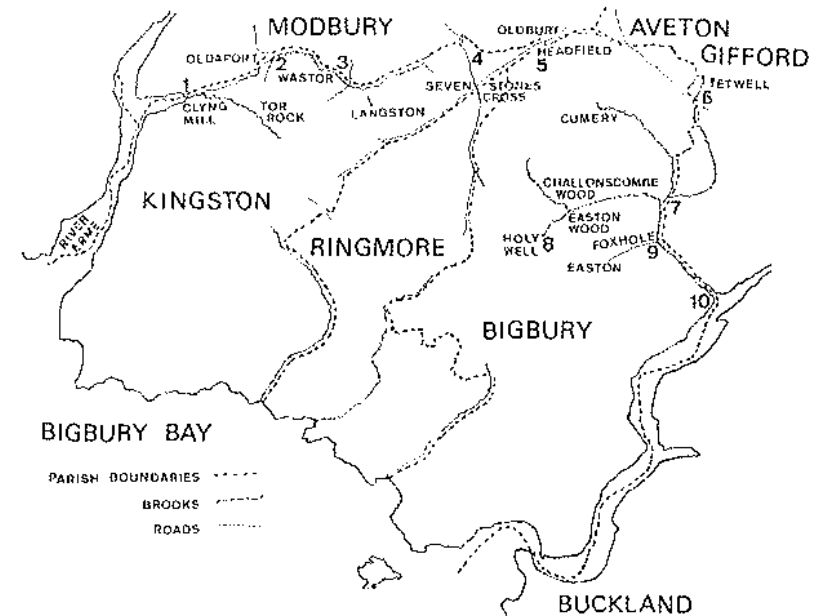 MODBURY
AVETON
GIFFORD
OLDBURY
HEADFIELD
OLDAPORT
2
WASTOR
3
4
5
1
CLYNG
MILL
TOR
ROCK
LANGSTON
SEVEN STONES
CROSS
TETWELL
6
CUMERY
KINGSTON
CHALLONSCOMBE
WOOD
7
EASTON
WOOD
RIVER
ERME
RINGMORE
HOLY
WELL
8
FOXHOLE
9
EASTON
10
BIGBURY
BIGBURY BAY
PARISH BOUNDARIES
BROOKS
ROADS
BUCKLAND